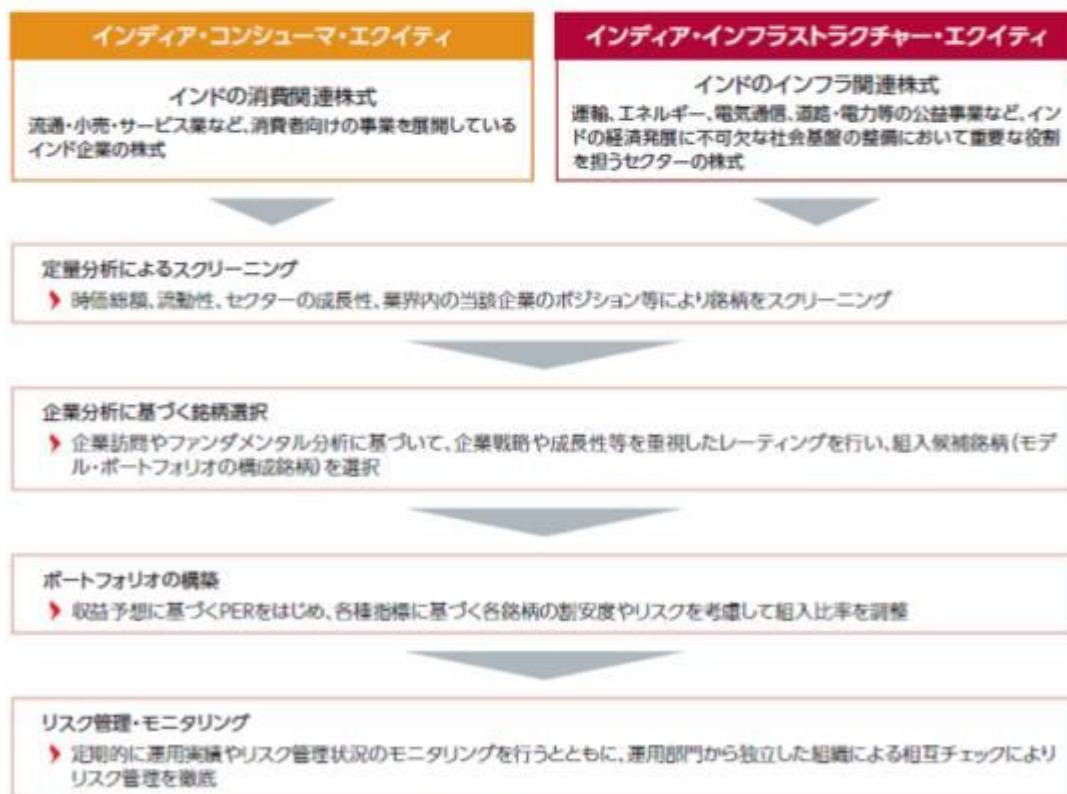 インディア・コンシューマ・エクイティ
インドの消費関連株式
流通・小売・サービス業など、消費者向けの事業を展開している
インド企業の株式
インディア・インフラストラクチャー・エクイティ
インドのインフラ関連株式
運輸、エネルギー、電気通信、道路・電力等の公益事業など、イン
ドの経済発展に不可欠な社会基盤の整備において重要な役割
を担うセクターの株式
定量分析によるスクリーニング
時価総額、流動性、セクターの成長性、業界内の当該企業のポジション等により銘柄をスクリーニング
企業分析に基づく銘柄選択
企業訪問やファンダメンタル分析に基づいて、企業戦略や成長性等を重視したレーティングを行い、組入候補銘柄（モデ
ル・ポートフォリオの構成銘柄）を選択
ポートフォリオの構築
収益予想に基づくPERをはじめ、各種指標に基づく各銘柄の割安度やリスクを考慮して組入比率を調整
リスク管理・モニタリング
定期的に運用実績やリスク管理状況のモニタリングを行うとともに、運用部門から独立した組織による相互チェックにより
リスク管理を徹底